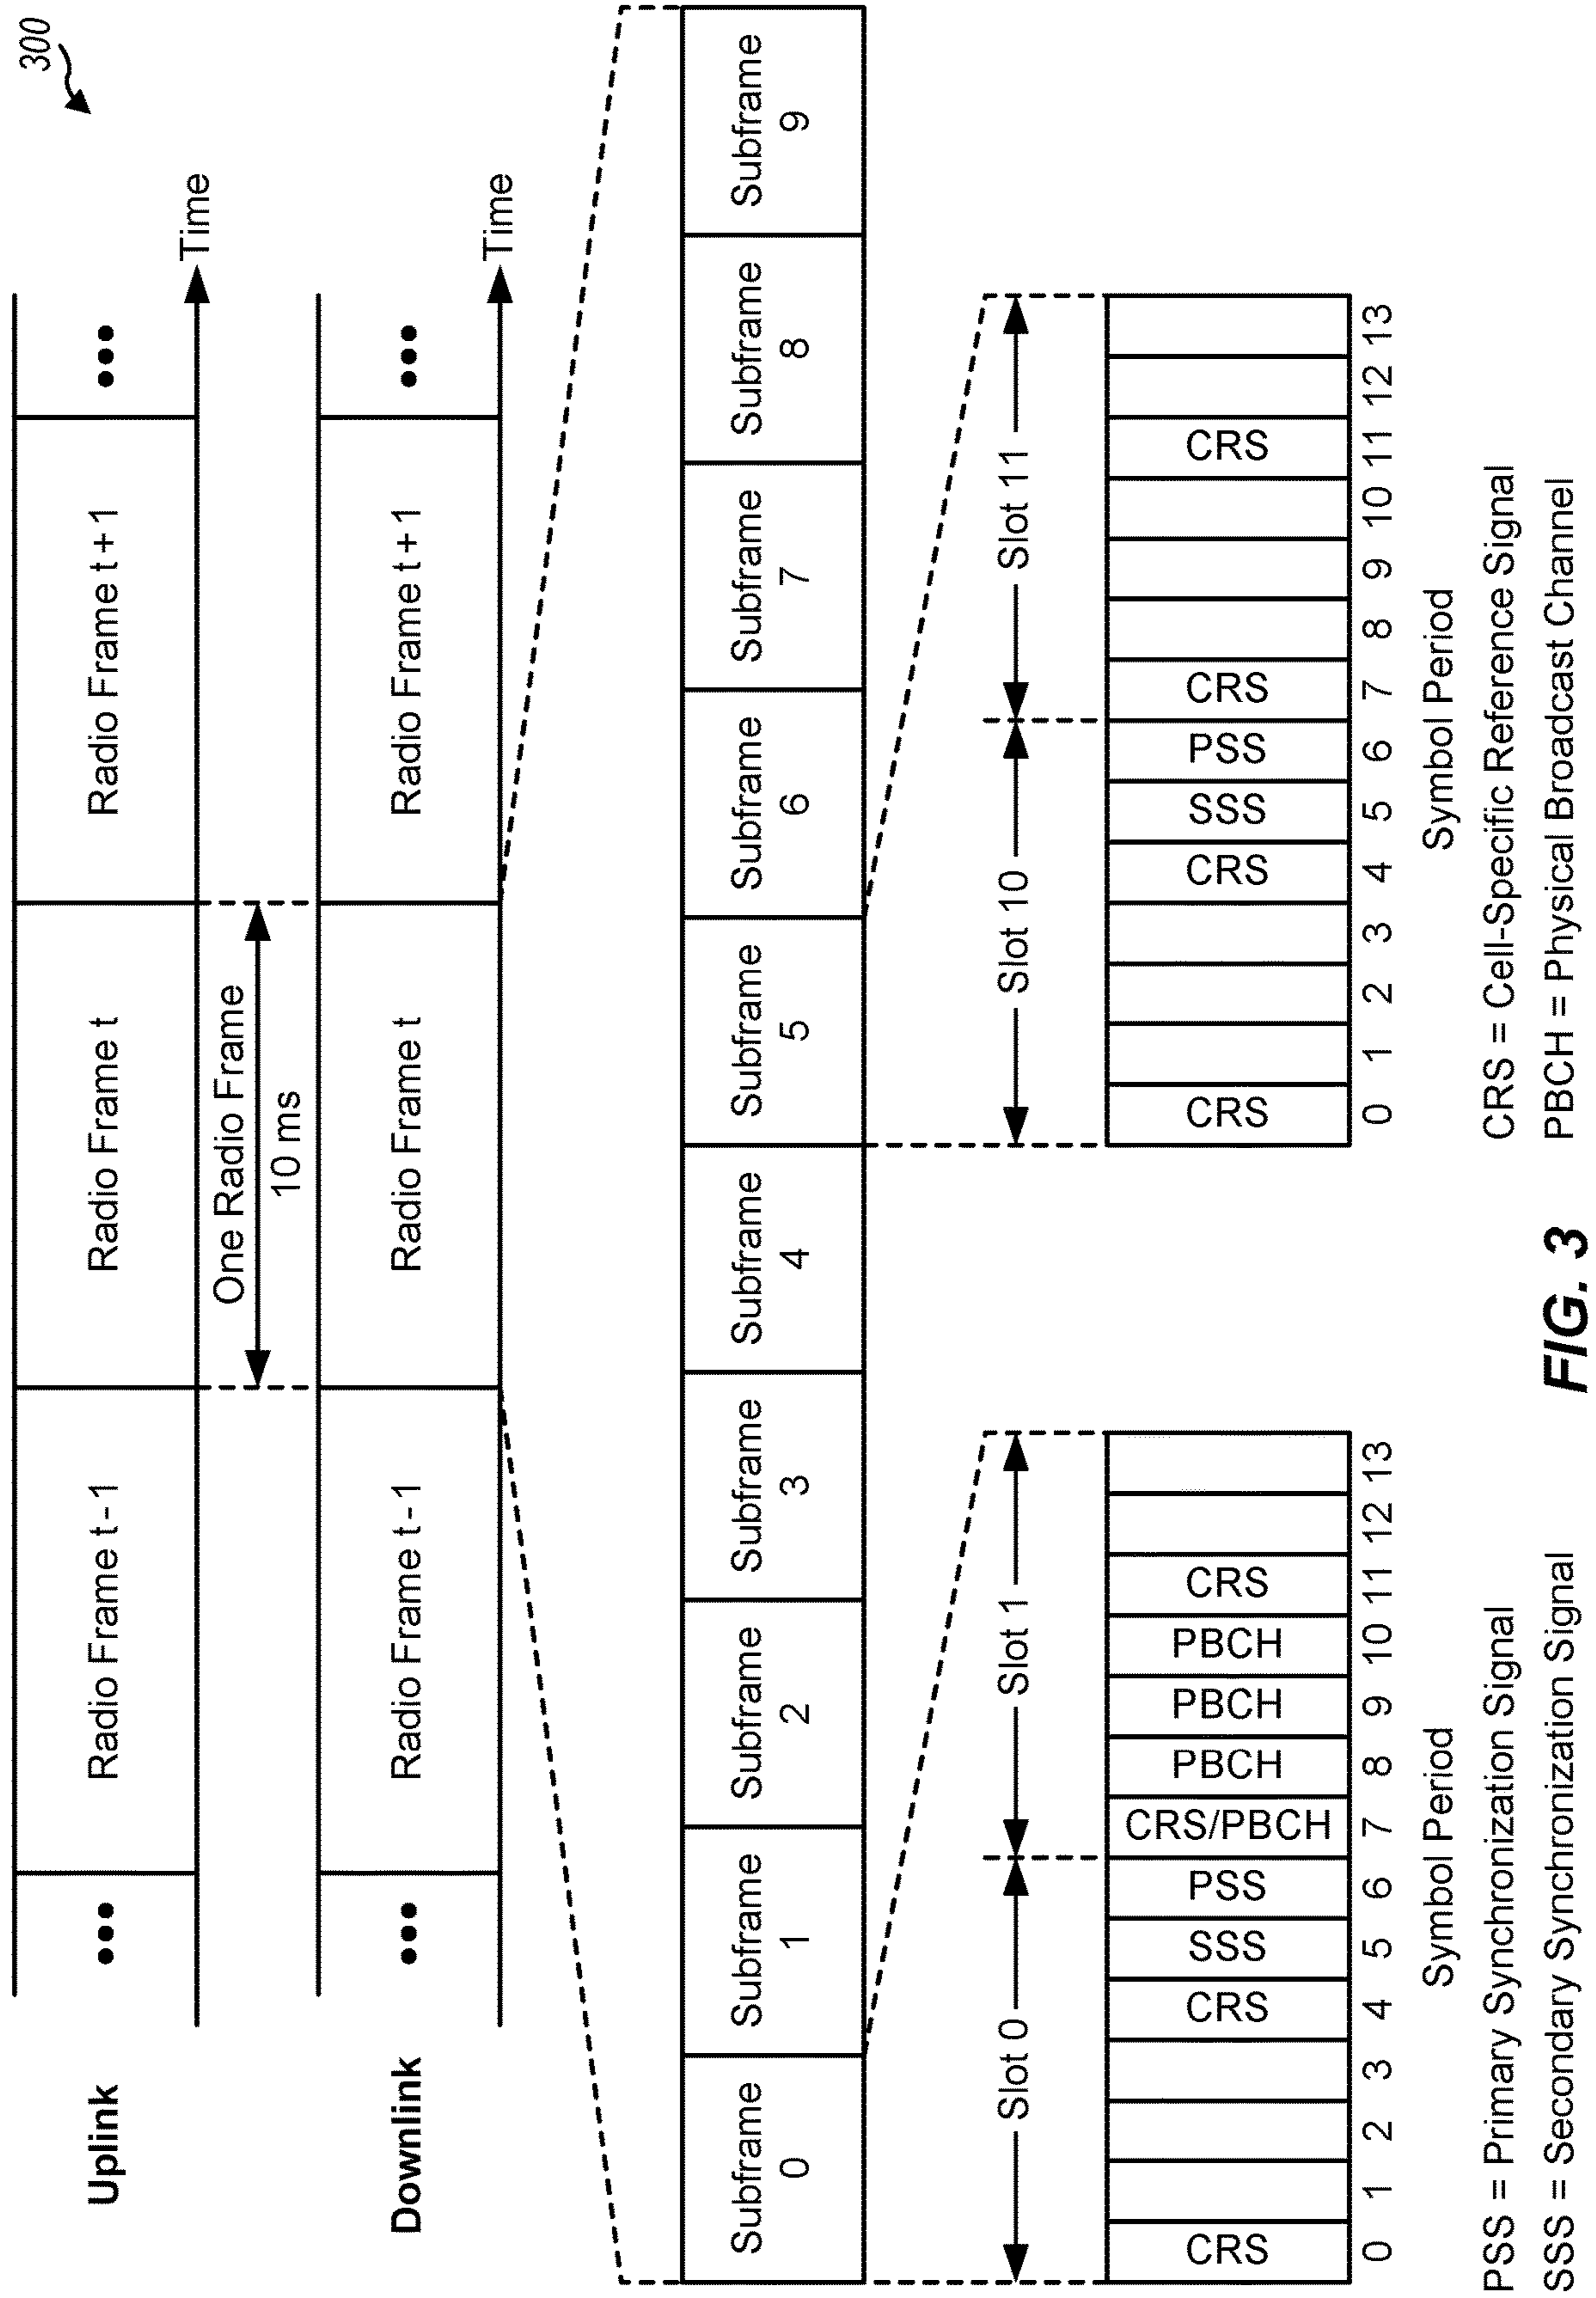 300
Uplink
••• Radio Frame t-1 Radio Frame t Radio Frame t+1 •••
Time
One Radio Frame
10 ms
Downlink
••• Radio Frame t-1 Radio Frame t Radio Frame t+1 •••
Time
Subframe Subframe Subframe Subframe Subframe Subframe Subframe Subframe Subframe Subframe
0 1 2 3 4 5 6 7 8 9
Slot 0 Slot 1 Slot 10 Slot 11
CRS CRS SSS PSS CRS/PBCH PBCH PBCH PBCH CRS
0 1 2 3 4 5 6 7 8 9 10 11 12 13
Symbol Period
CRS CRS SSS PSS CRS CRS
0 1 2 3 4 5 6 7 8 9 10 11 12 13
Symbol Period
PSS = Primary Synchronization Signal
SSS = Secondary Synchronization Signal
CRS = Cell-Specific Reference Signal
PBCH = Physical Broadcast Channel
FIG. 3